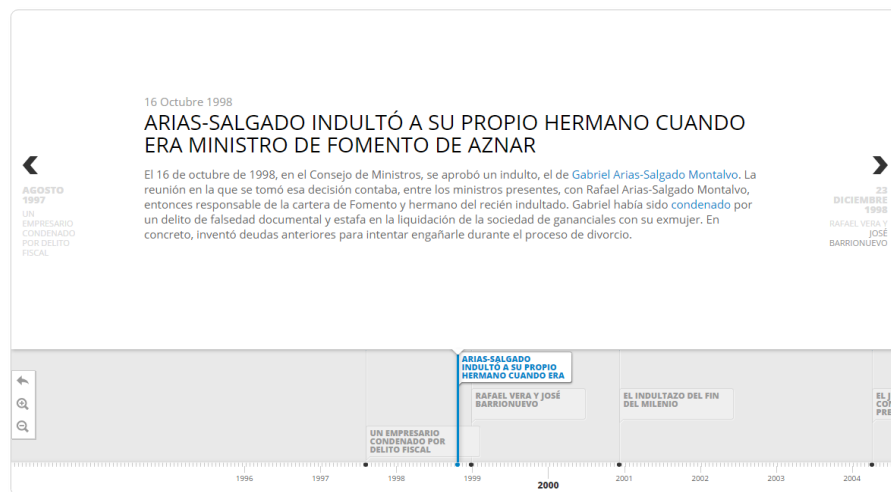 16 Octubre 1998
ARIAS-SALGADO INDULTÓ A SU PROPIO HERMANO CUANDO
ERA MINISTRO DE FOMENTO DE AZNAR
El 16 de octubre de 1998, en el Consejo de Ministros, se aprobó un indulto, el de Gabriel Arias-Salgado Montalvo. La
reunión en la que se tomó esa decisión contaba, entre los ministros presentes, con Rafael Arias-Salgado Montalvo,
entonces responsable de la cartera de Fomento y hermano del recién indultado. Gabriel había sido condenado por
un delito de falsedad documental y estafa en la liquidación de la sociedad de gananciales con su exmujer. En
concreto, inventó deudas anteriores para intentar engañarle durante el proceso de divorcio.
AGOSTO
1997
UN
EMPRESARIO
CONDENADO
POR DELITO
FISCAL
23
DICIEMBRE
1998
RAFAEL VERA Y
JOSÉ
BARRIONUEVO
ARIAS-SALGADO
INDULTÓ A SU PROPIO
HERMANO CUANDO ERA
RAFAEL VERA Y JOSÉ
BARRIONUEVO
EL INDULTAZO DEL FIN
DEL MILENIO
UN EMPRESARIO
CONDENADO POR
DELITO FISCAL
1996
1997
1998
1999
2000
2001
2002
2003
2004